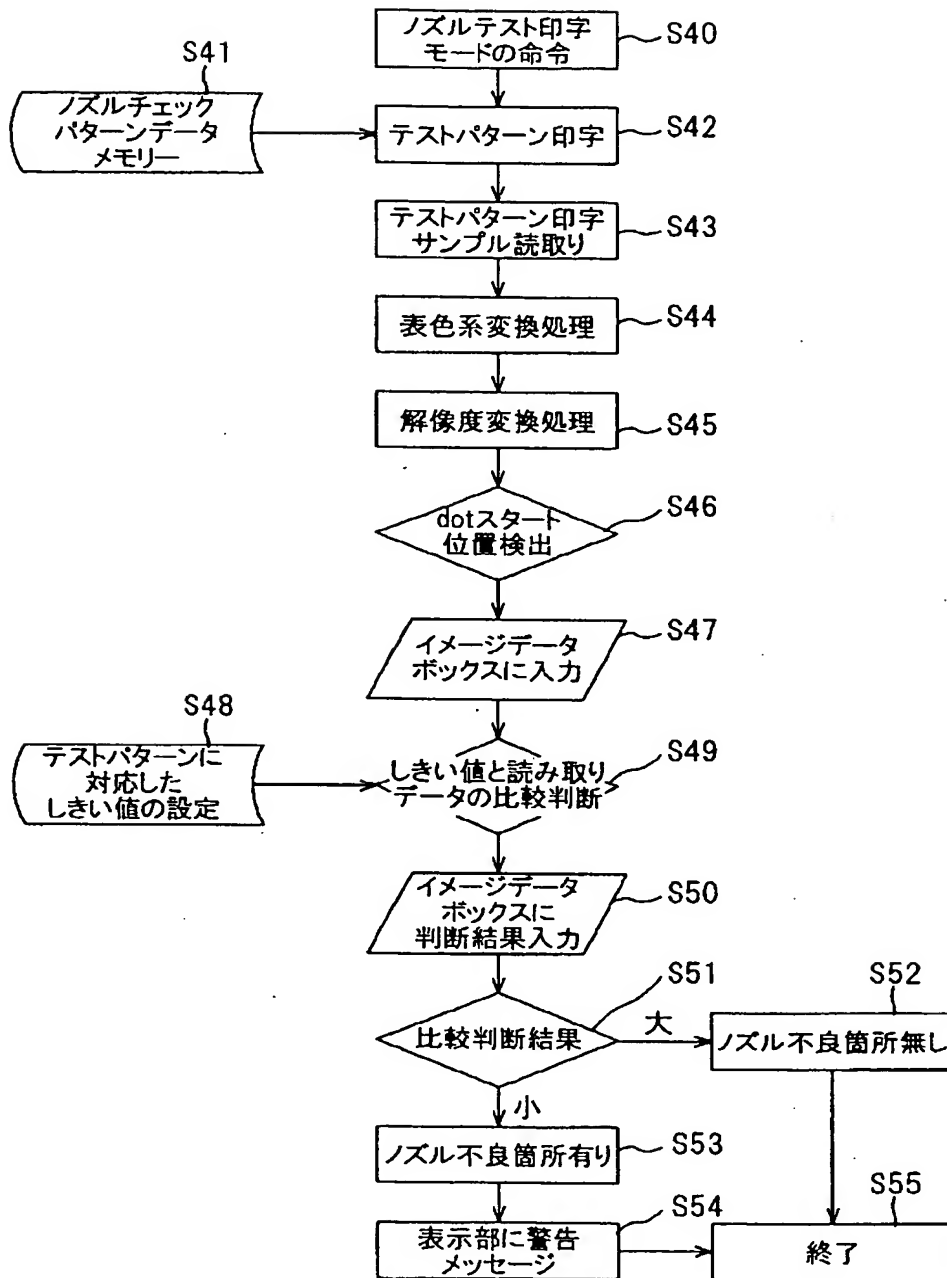 ノズルテスト印字
モードの命令
S40
S41
ノズルチェック
パターンデータ
メモリー
テストパターン印字
S42
テストパターン印字
サンプル読取り
S43
表色系変換処理
S44
解像度変換処理
S45
dotスタート
位置検出
S46
イメージデータ
ボックスに入力
S47
S48
テストパターンに
対応した
しきい値の設定
しきい値と読み取り
データの比較判断
S49
イメージデータ
ボックスに
判断結果入力
S50
比較判断結果
S51
大
S52
ノズル不良箇所無し
小
ノズル不良箇所有り
S53
表示部に警告
メッセージ
S54
S55
終了